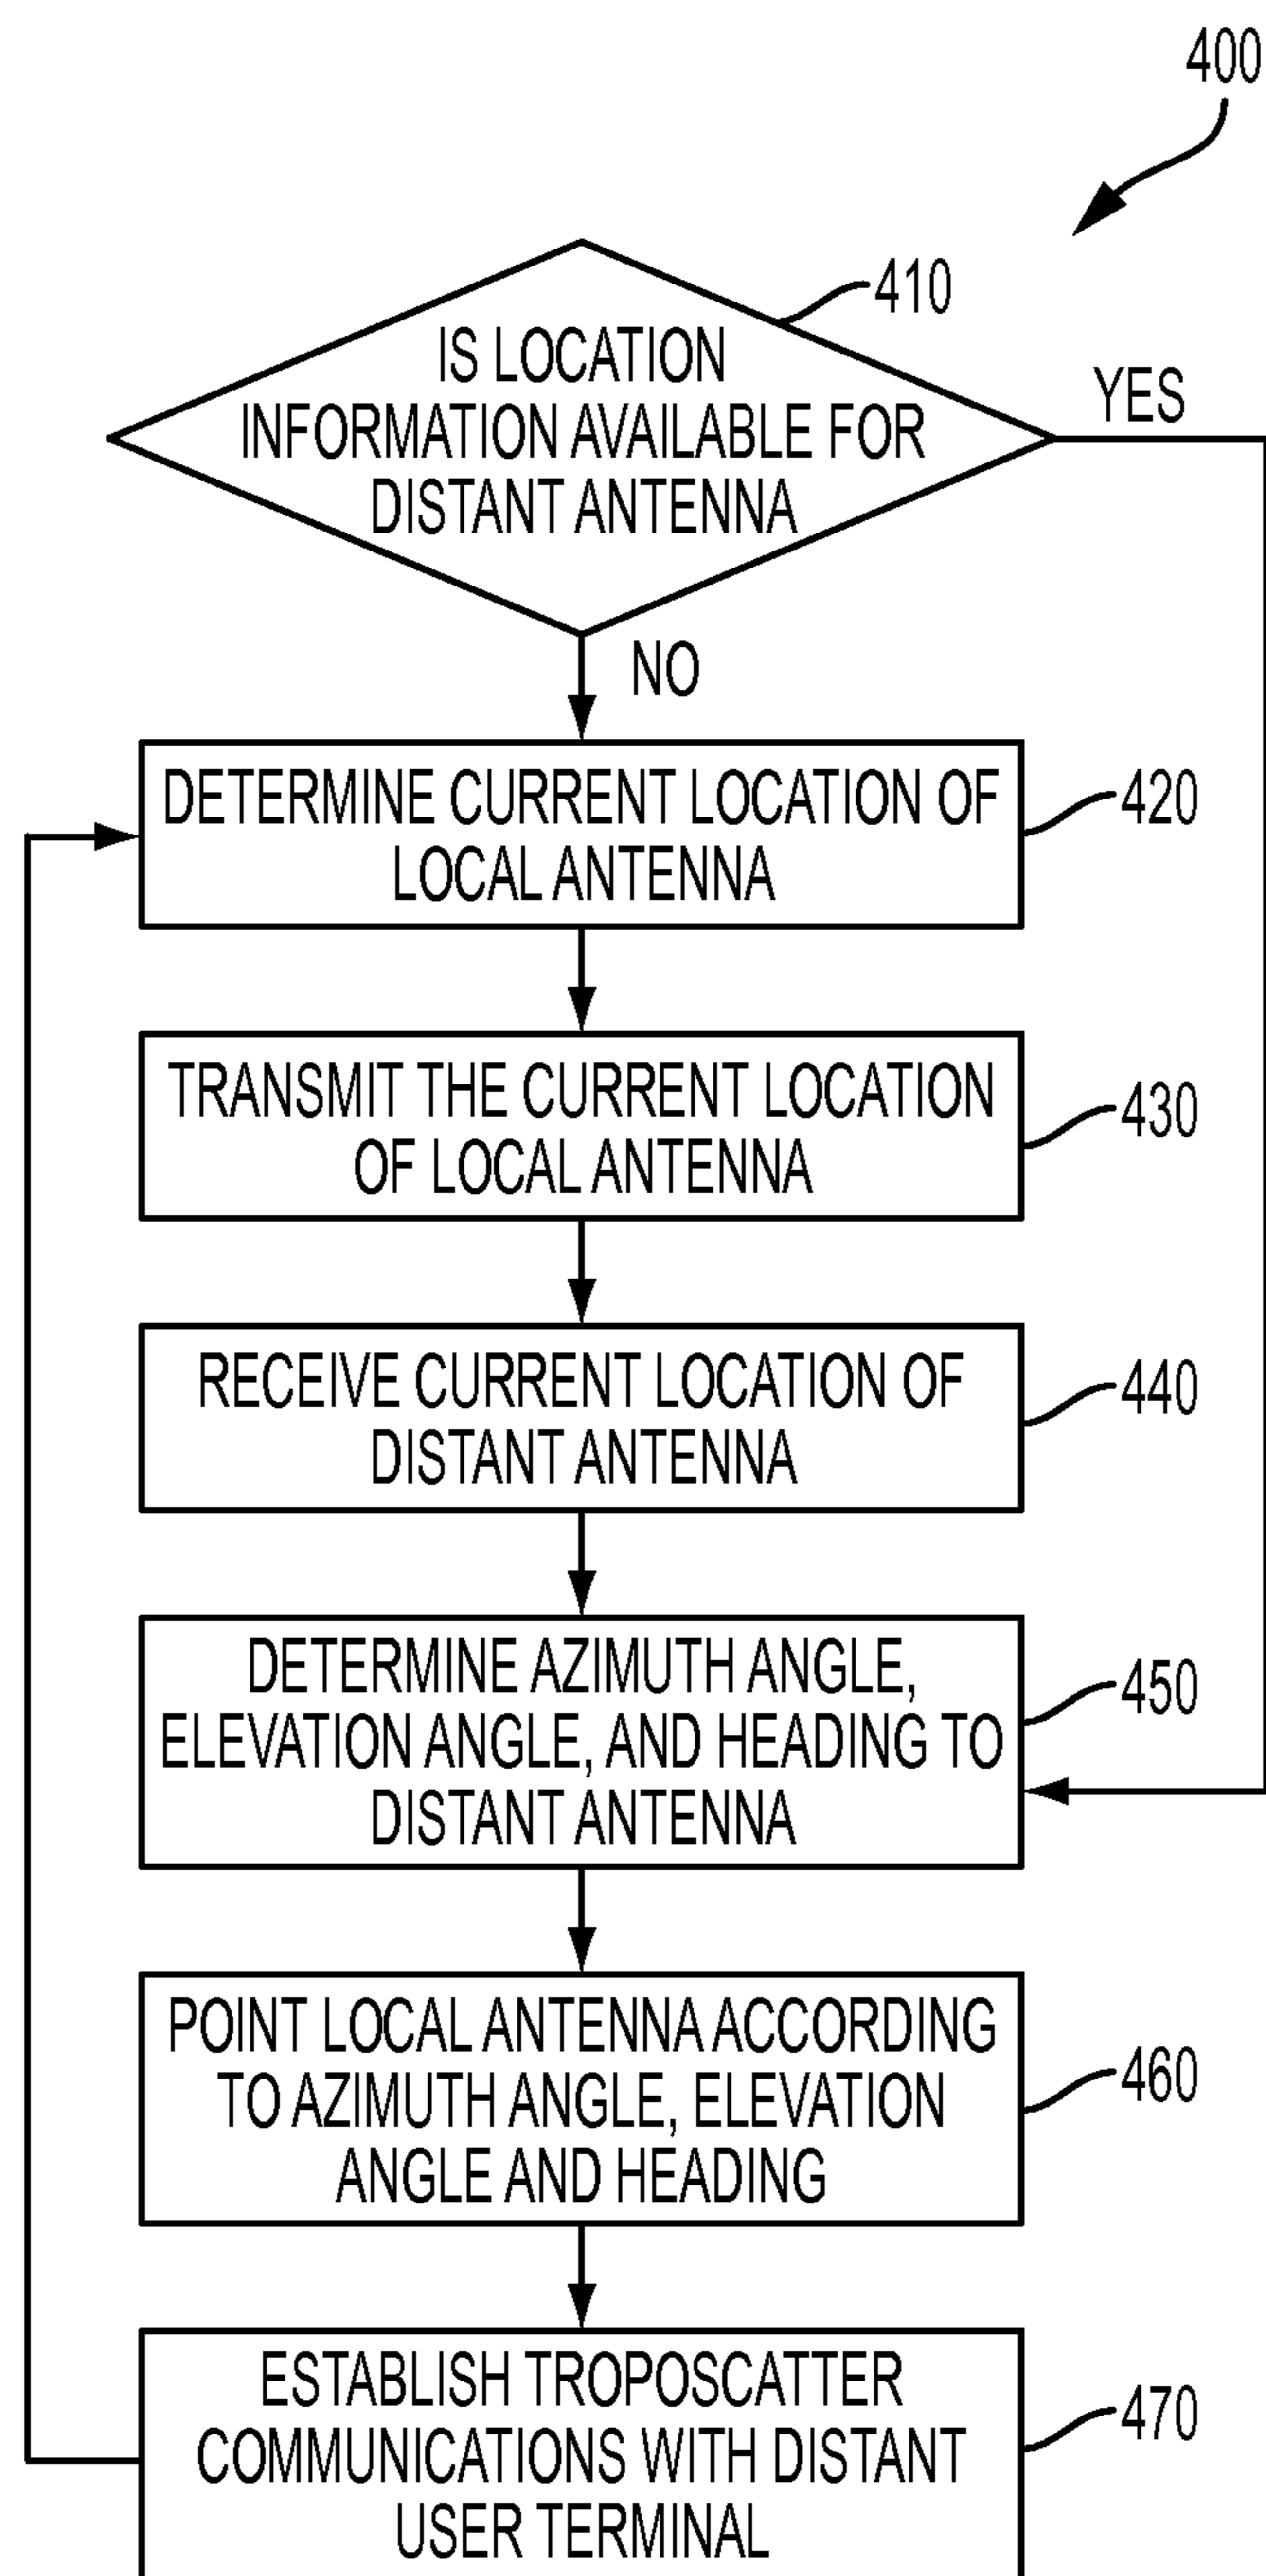 400
410
IS LOCATION
INFORMATION AVAILABLE FOR
DISTANT ANTENNA
YES
NO
DETERMINE CURRENT LOCATION OF
LOCAL ANTENNA
420
TRANSMIT THE CURRENT LOCATION
OF LOCAL ANTENNA
430
RECEIVE CURRENT LOCATION OF
DISTANT ANTENNA
440
DETERMINE AZIMUTH ANGLE,
ELEVATION ANGLE, AND HEADING TO
DISTANT ANTENNA
450
POINT LOCAL ANTENNA ACCORDING
TO AZIMUTH ANGLE, ELEVATION
ANGLE AND HEADING
460
ESTABLISH TROPOSCATTER
COMMUNICATIONS WITH DISTANT
USER TERMINAL
470